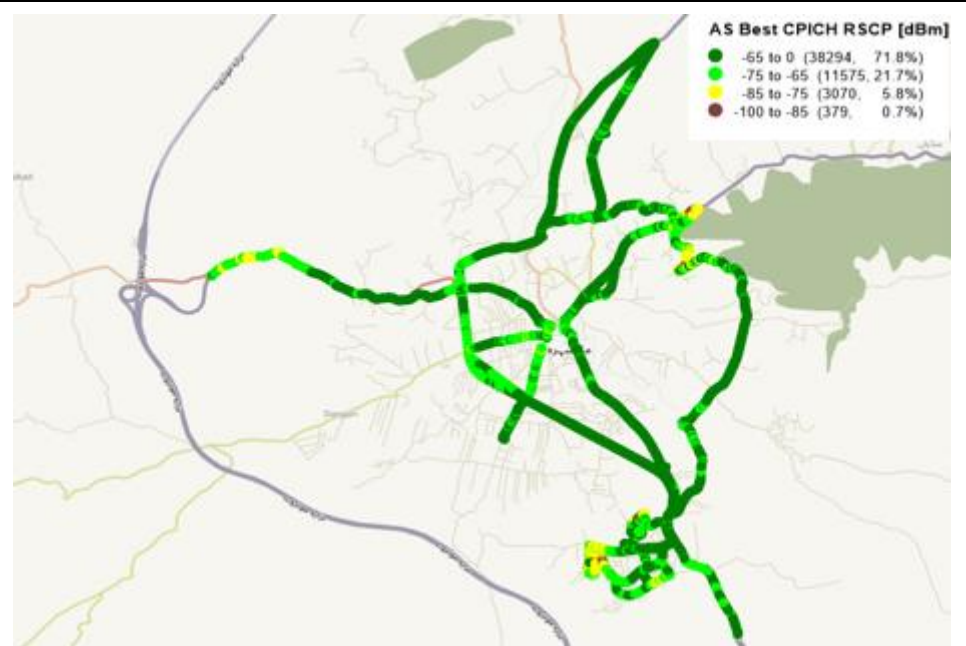 AS Best CPICH RSCP [dBm]
-65 to 0 (38294, 71.8%)
-75 to -65 (11575, 21.7%)
-85 to -75 (3070, 5.8%)
-100 to -85 (379, 0.7%)